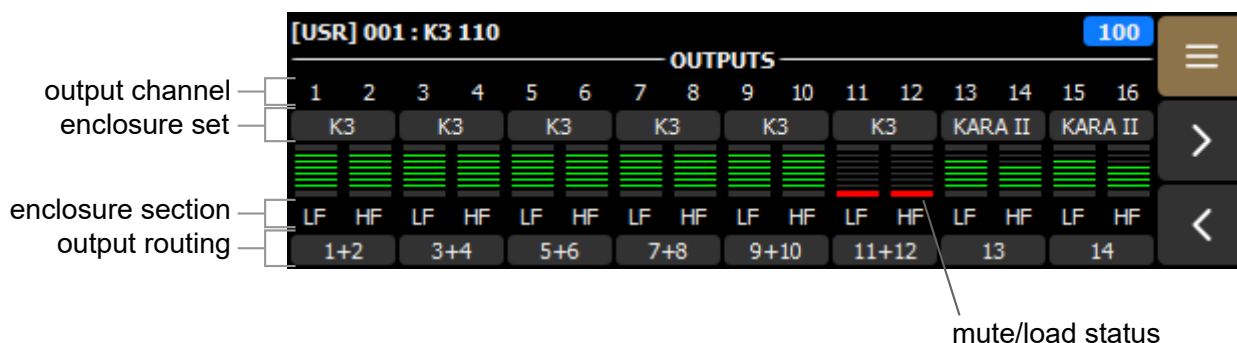 [USR] 001 : K3 110 100
OUTPUTS
output channel 1 2 3 4 5 6 7 8 9 10 11 12 13 14 15 16
enclosure set K3 K3 K3 K3 K3 K3 KARA II KARA II
enclosure section LF HF LF HF LF HF LF HF LF HF LF HF LF HF LF HF
output routing 1+2 3+4 5+6 7+8 9+10 11+12 13 14
mute/load status